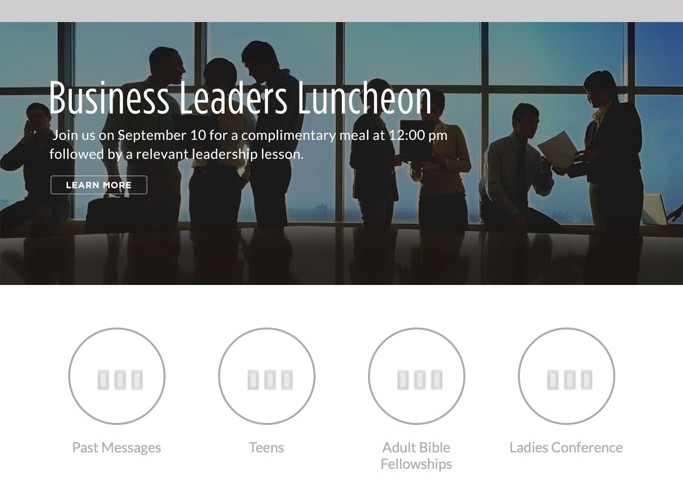 Business Leaders Luncheon
Join us on September 10 for a complimentary meal at 12:00 pm
followed by a relevant leadership lesson.
LEARN MORE
Past Messages
Teens
Adult Bible
Fellowships
Ladies Conference